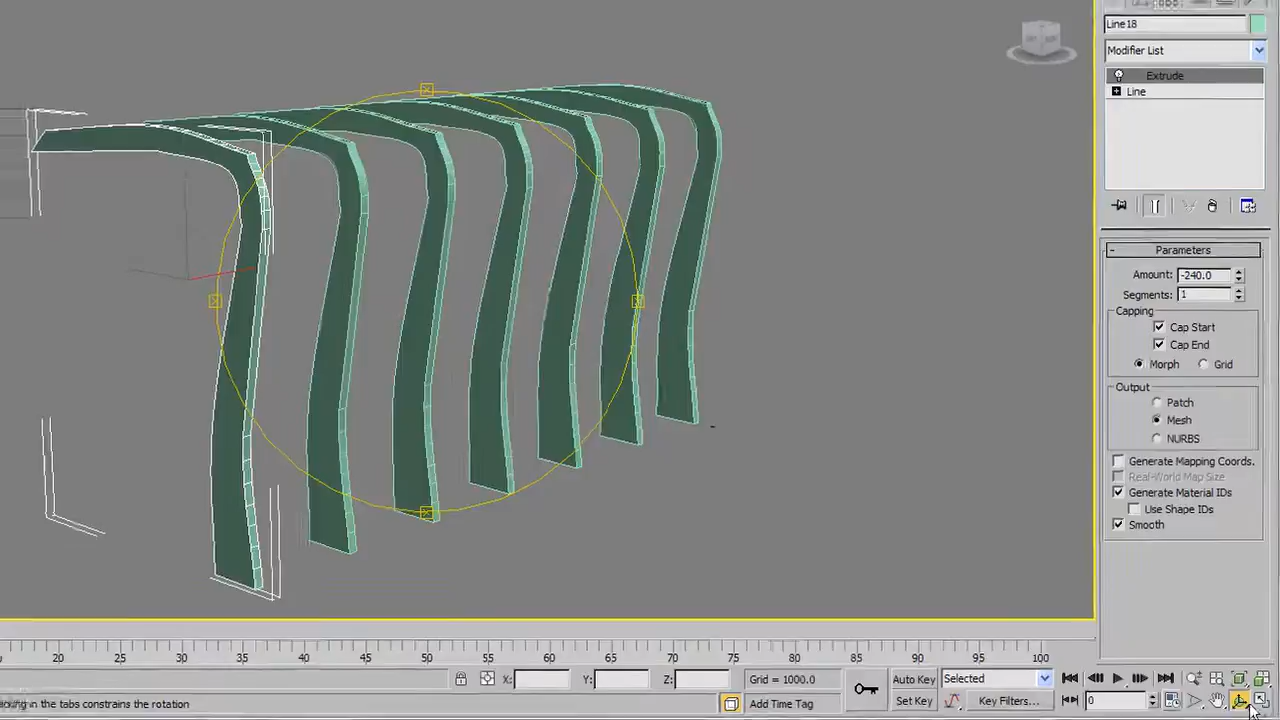 Line18
Modifier List
Extrude
Line
Parameters
Amount: -240.0
Segments: 1
Capping
Cap Start
Cap End
Morph Grid
Output
Patch
Mesh
NURBS
Generate Mapping Coords.
Real-World Map Size
Generate Material IDs
Use Shape IDs
Smooth
20 25 30 35 40 45 50 55 60 65 70 75 80 85 90 95 100
X: Y: Z: Grid = 1000.0 Auto Key Selected
in the tabs constrains the rotation Add Time Tag Set Key Key Filters... 0